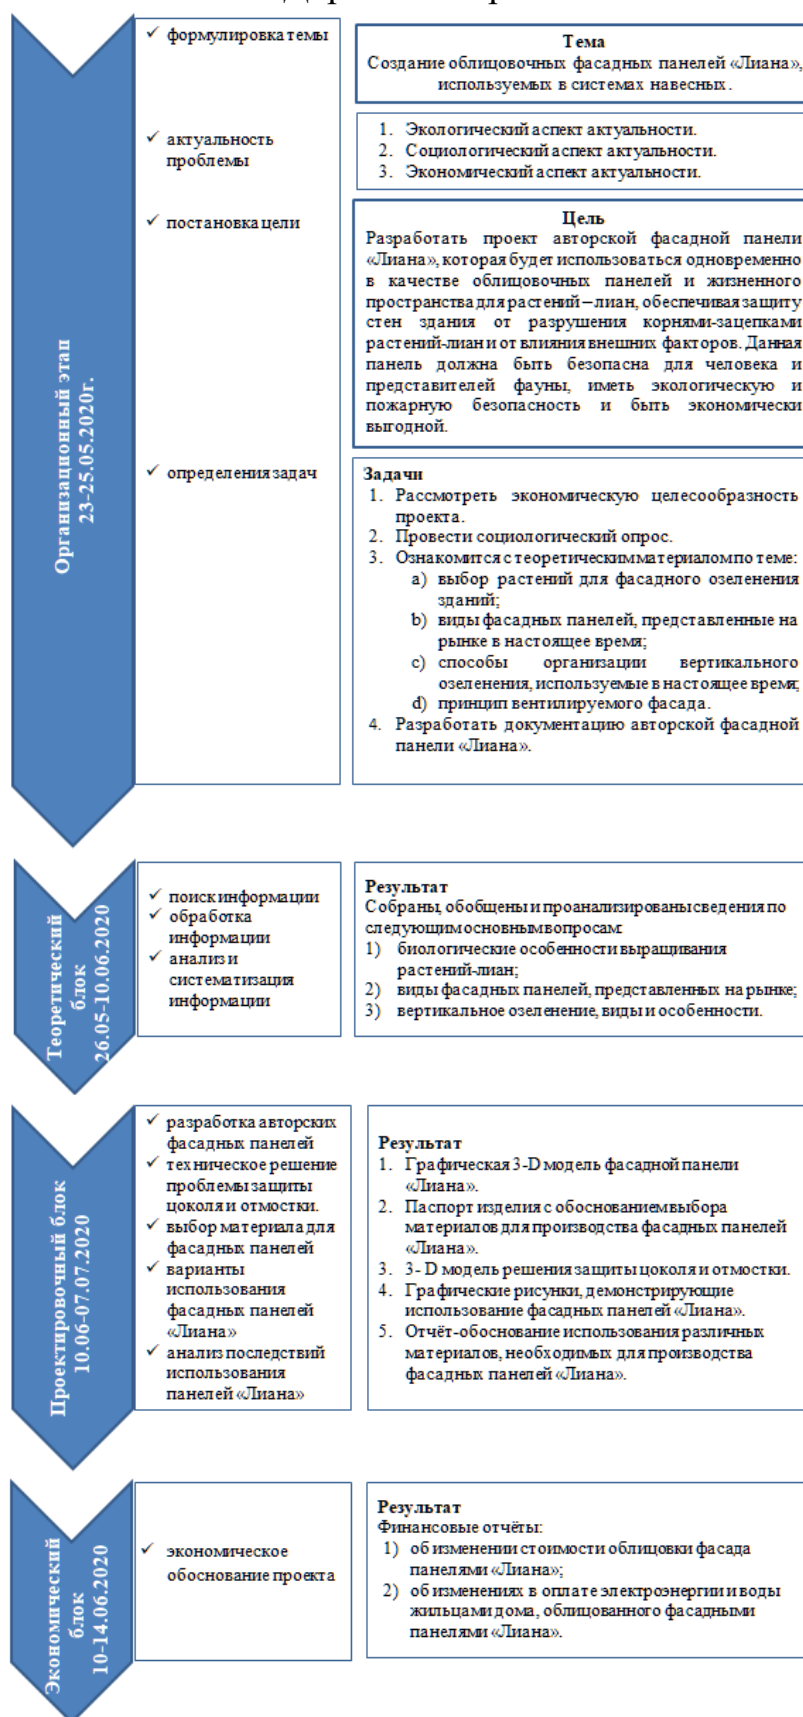 Организационный этап
23-25.05.2020г.
✓ формулировка темы
Тема
Создание облицовочных фасадных панелей «Лиана»,
используемых в системах навесных.
✓ актуальность
проблемы
1. Экологический аспект актуальности.
2. Социологический аспект актуальности.
3. Экономический аспект актуальности.
✓ постановка цели
Цель
Разработать проект авторской фасадной панели
«Лиана», которая будет использоваться одновременно
в качестве облицовочных панелей и жизненного
пространства для растений – лиан, обеспечивая защиту
стен здания от разрушения корнями-зацепками
растений-лиан и от влияния внешних факторов. Данная
панель должна быть безопасна для человека и
представителей фауны, иметь экологическую и
пожарную безопасность и быть экономически
выгодной.
✓ определения задач
Задачи
1. Рассмотреть экономическую целесообразность
проекта.
2. Провести социологический опрос.
3. Ознакомится с теоретическим материалом по теме:
a) выбор растений для фасадного озеленения
зданий;
b) виды фасадных панелей, представленные на
рынке в настоящее время;
c) способы организации вертикального
озеленения, используемые в настоящее время;
d) принцип вентилируемого фасада.
4. Разработать документацию авторской фасадной
панели «Лиана».
Теоретический
блок
26.05-10.06.2020
✓ поиск информации
✓ обработка
информации
✓ анализ и
систематизация
информации
Результат
Собраны, обобщены и проанализированы сведения по
следующим основным вопросам:
1) биологические особенности выращивания
растений-лиан;
2) виды фасадных панелей, представленных на рынке;
3) вертикальное озеленение, виды и особенности.
Проектировочный блок
10.06-07.07.2020
✓ разработка авторских
фасадных панелей
✓ техническое решение
проблемы защиты
цоколя и отмостки.
✓ выбор материала для
фасадных панелей
✓ варианты
использования
фасадных панелей
«Лиана»
✓ анализ последствий
использования
панелей «Лиана»
Результат
1. Графическая 3-D модель фасадной панели
«Лиана».
2. Паспорт изделия с обоснованием выбора
материалов для производства фасадных панелей
«Лиана».
3. 3- D модель решения защиты цоколя и отмостки.
4. Графические рисунки, демонстрирующие
использование фасадных панелей «Лиана».
5. Отчёт-обоснование использования различных
материалов, необходимых для производства
фасадных панелей «Лиана».
Экономический
блок
10-14.06.2020
✓ экономическое
обоснование проекта
Результат
Финансовые отчёты:
1) об изменении стоимости облицовки фасада
панелями «Лиана»;
2) об изменениях в оплате электроэнергии и воды
жильцами дома, облицованного фасадными
панелями «Лиана».